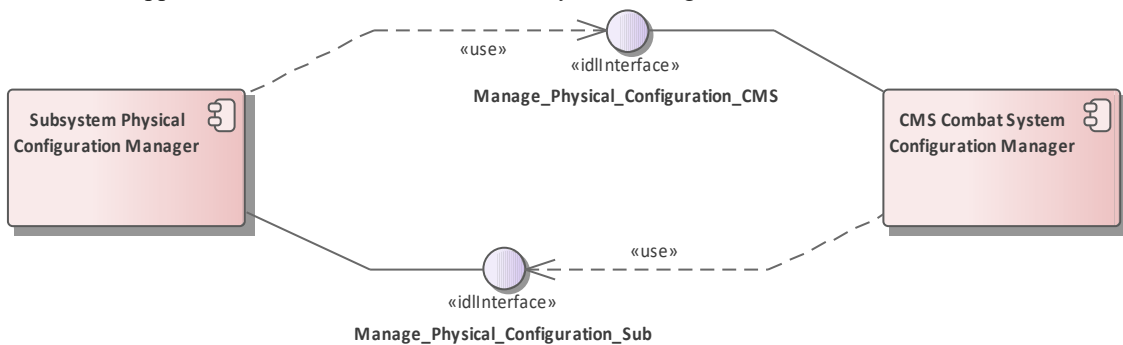 «use»
«idlInterface»
Manage_Physical_Configuration_CMS
Subsystem Physical
Configuration Manager
CMS Combat System
Configuration Manager
«use»
«idlInterface»
Manage_Physical_Configuration_Sub